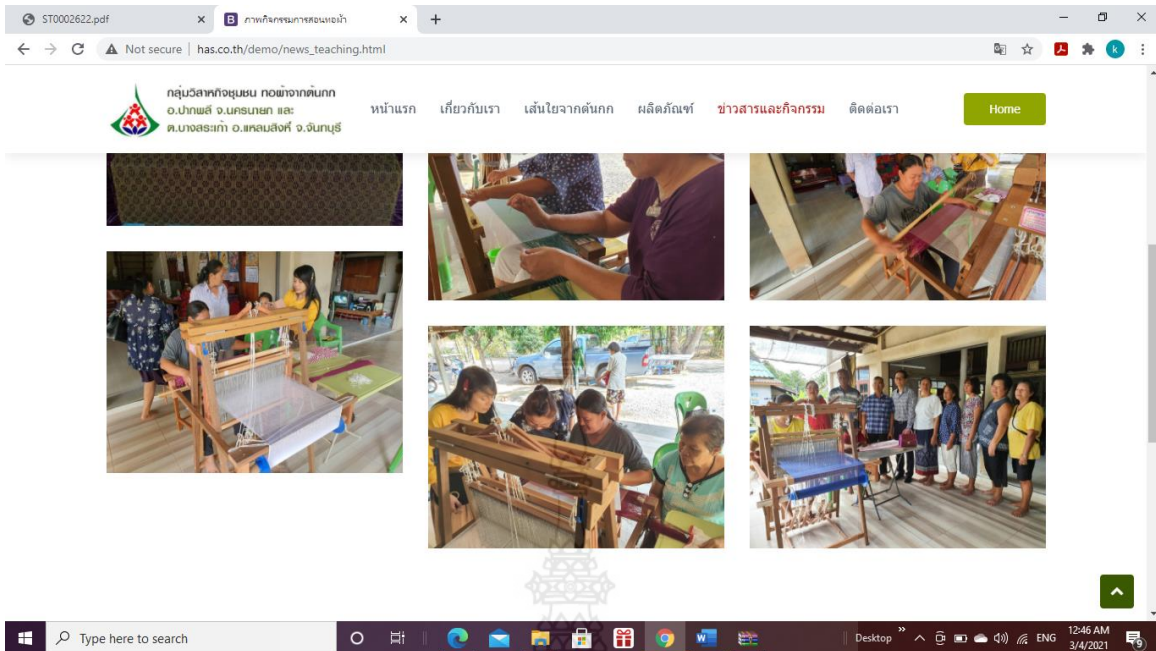 ST0002622.pdf
ภาพกิจกรรมการสอนทอผ้า
Not secure | has.co.th/demo/news_teaching.html
กลุ่มวิสาหกิจชุมชน ทอผ้าจากต้นกก
อ.ปากพลี จ.นครนายก และ
ต.บางสระเก้า อ.แหลมสิงห์ จ.จันทบุรี
หน้าแรก เกี่ยวกับเรา เส้นใยจากต้นกก ผลิตภัณฑ์ ข่าวสารและกิจกรรม ติดต่อเรา Home
Type here to search
Desktop
ENG
12:46 AM
3/4/2021